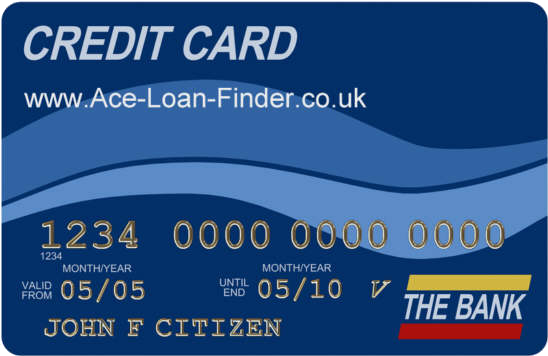 CREDIT CARD
www.Ace-Loan-Finder.co.uk
1234 0000 0000 0000
1234
MONTH/YEAR MONTH/YEAR
VALID FROM 05/05 UNTIL END 05/10 V
THE BANK
JOHN F CITIZEN